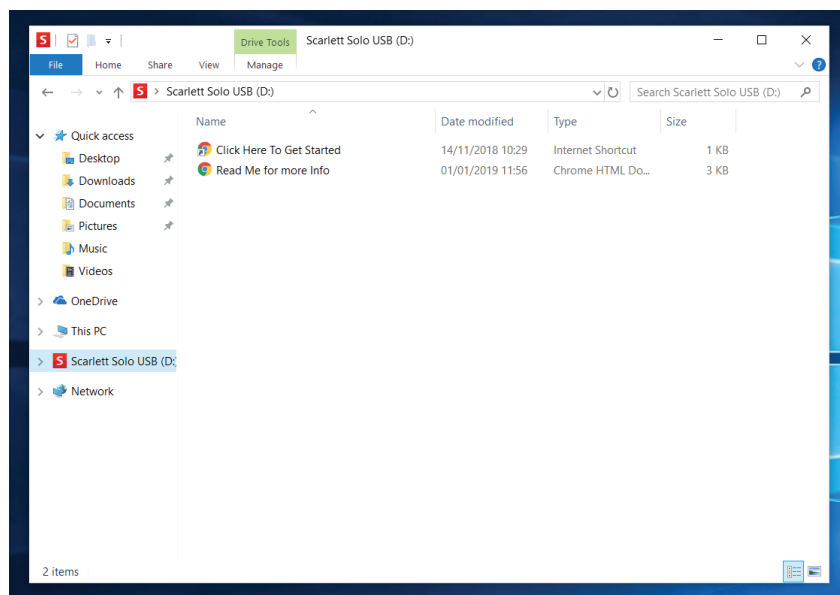 S
Drive Tools Scarlett Solo USB (D:)
File Home Share View Manage ?
S > Scarlett Solo USB (D:) Search Scarlett Solo USB (D:)
Name Date modified Type Size
Quick access
Click Here To Get Started 14/11/2018 10:29 Internet Shortcut 1 KB
Desktop
Read Me for more Info 01/01/2019 11:56 Chrome HTML Do... 3 KB
Downloads
Documents
Pictures
Music
Videos
OneDrive
This PC
S Scarlett Solo USB (D:
Network
2 items